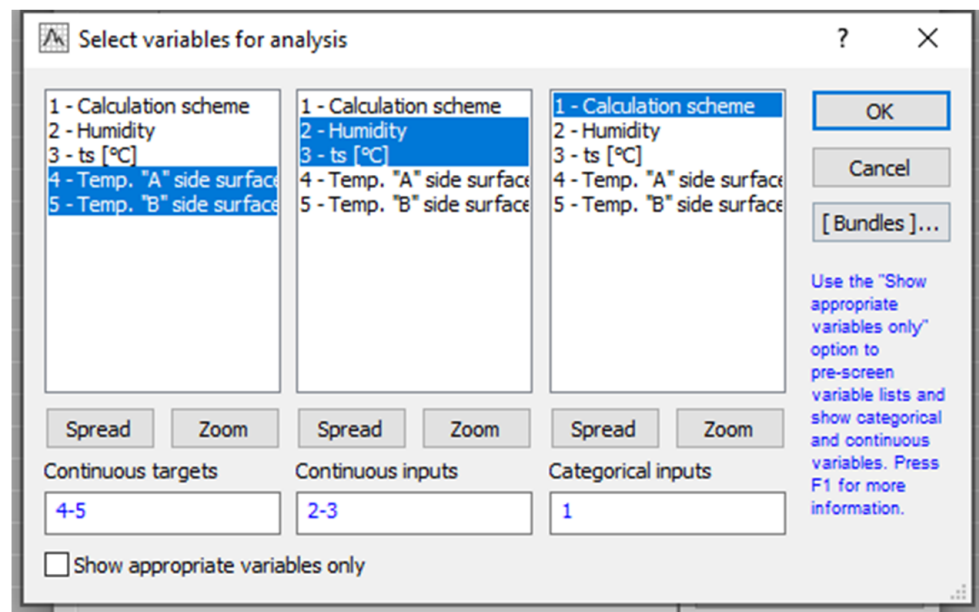 Select variables for analysis
?
1 - Calculation scheme
2 - Humidity
3 - ts [°C]
4 - Temp. "A" side surface
5 - Temp. "B" side surface
1 - Calculation scheme
2 - Humidity
3 - ts [°C]
4 - Temp. "A" side surface
5 - Temp. "B" side surface
1 - Calculation scheme
2 - Humidity
3 - ts [°C]
4 - Temp. "A" side surface
5 - Temp. "B" side surface
OK
Cancel
[ Bundles ]...
Use the "Show
appropriate
variables only"
option to
pre-screen
variable lists and
show categorical
and continuous
variables. Press
F1 for more
information.
Spread Zoom Spread Zoom Spread Zoom
Continuous targets Continuous inputs Categorical inputs
4-5 2-3 1
Show appropriate variables only